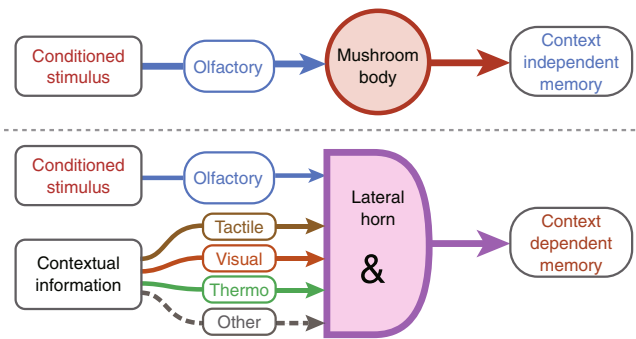 Conditioned
stimulus
Olfactory
Mushroom
body
Context
independent
memory
Conditioned
stimulus
Olfactory
Contextual
information
Tactile
Visual
Thermo
Other
Lateral
horn
&
Context
dependent
memory